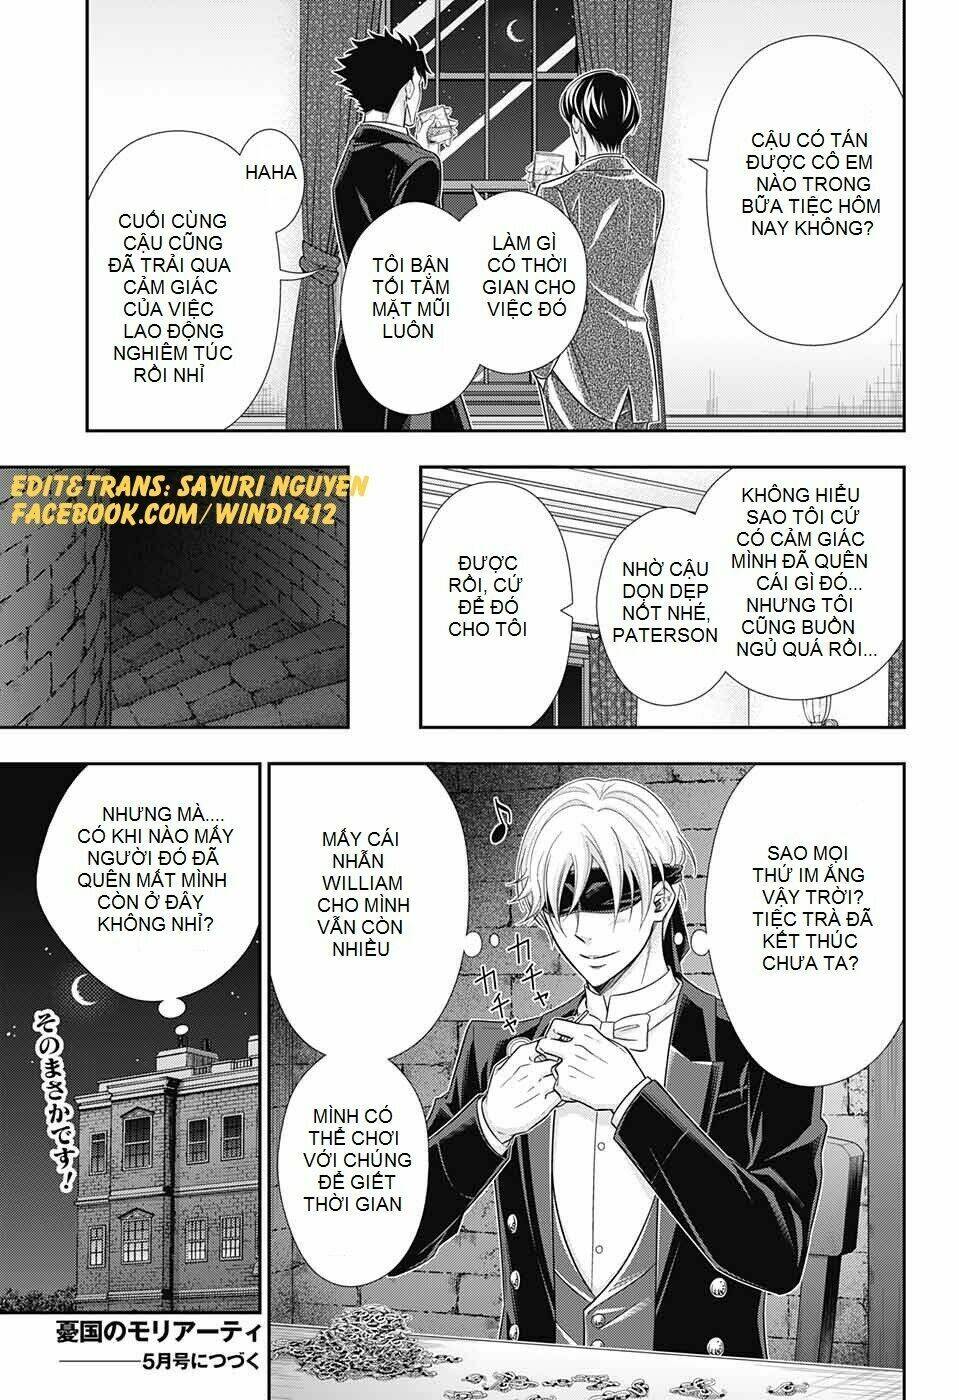 CẬU CÓ TÁN
ĐƯỢC CÔ EM
NÀO TRONG
BỮA TIỆC HÔM
NAY KHÔNG?
LÀM GÌ
CÓ THỜI
GIAN CHO
VIỆC ĐÓ
TÔI BẬN
TỐI TẮM
MẶT MŨI
LUÔN
HAHA
CUỐI CÙNG
CẬU CŨNG
ĐÃ TRẢI QUA
CẢM GIÁC
CỦA VIỆC
LAO ĐỘNG
NGHIÊM TÚC
RỒI NHỈ
KHÔNG HIỂU
SAO TÔI CỨ
CÓ CẢM GIÁC
MÌNH ĐÃ QUÊN
CÁI GÌ ĐÓ...
NHƯNG TÔI
CŨNG BUỒN
NGỦ QUÁ RỒI...
NHỜ CẬU
DỌN DẸP
NỐT NHÉ,
PATERSON
ĐƯỢC
RỒI, CỨ
ĐỂ ĐÓ
CHO TÔI
EDIT&TRANS: SAYURI NGUYEN
FACEBOOK.COM/WIND1412
SAO MỌI
THỨ IM ẮNG
VẬY TRỜI?
TIỆC TRÀ ĐÃ
KẾT THÚC
CHƯA TA?
MẤY CÁI
NHẪN
WILLIAM
CHO MÌNH
VẪN CÒN
NHIỀU
カチャ
カチャ
MÌNH CÓ
THỂ CHƠI
VỚI CHÚNG
ĐỂ GIẾT
THỜI GIAN
NHƯNG MÀ....
CÓ KHI NÀO MẤY
NGƯỜI ĐÓ ĐÃ
QUÊN MẤT MÌNH
CÒN Ở ĐÂY
KHÔNG NHỈ?
そのまさかです!
憂国のモリアーティ
5月号につづく